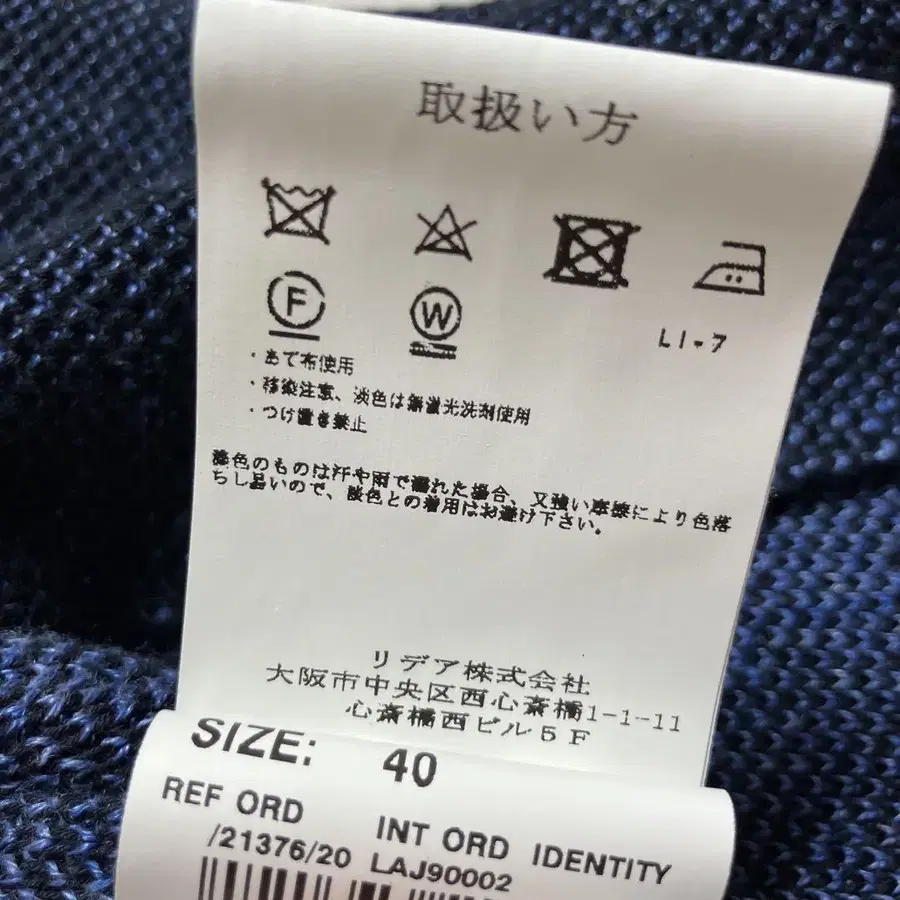 取扱い方
F
W
LI-7
・あて布使用
・移染注意、淡色は無蛍光洗剤使用
・つけ置き禁止
濃色のものは汗や雨で濡れた場合、又強い摩擦により色落
ちし易いので、淡色との着用はお避け下さい。
リデア株式会社
大阪市中央区西心斎橋1-1-11
心斎橋西ビル5F
SIZE: 40
REF ORD INT ORD IDENTITY
/21376/20 LAJ90002